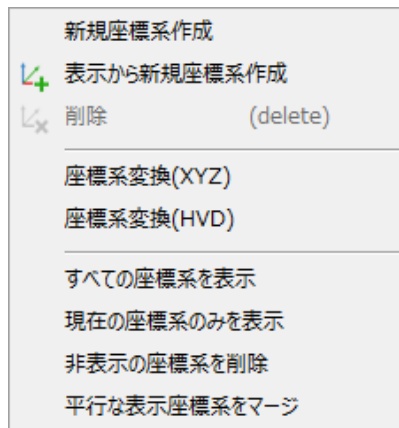 新規座標系作成
表示から新規座標系作成
削除 (delete)
座標系変換(XYZ)
座標系変換(HVD)
すべての座標系を表示
現在の座標系のみを表示
非表示の座標系を削除
平行な表示座標系をマージ